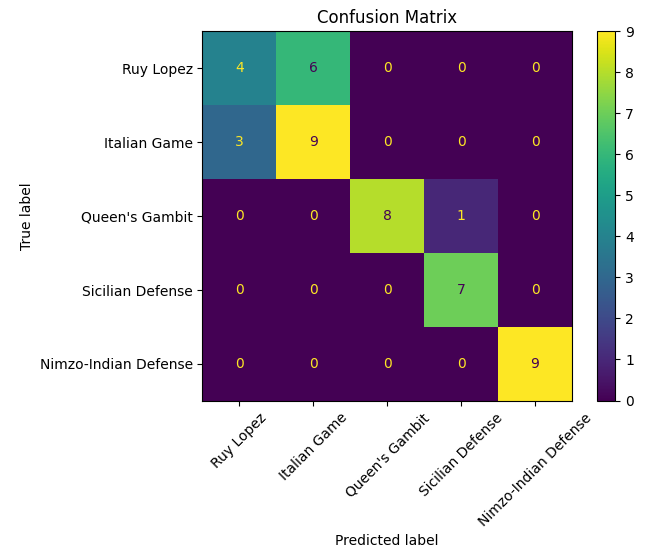 Confusion Matrix
Ruy Lopez 4 6 0 0 0
Italian Game 3 9 0 0 0
Queen's Gambit 0 0 8 1 0
Sicilian Defense 0 0 0 7 0
Nimzo-Indian Defense 0 0 0 0 9
True label
Ruy Lopez Italian Game Queen's Gambit Sicilian Defense Nimzo-Indian Defense
Predicted label
9
8
7
6
5
4
3
2
1
0